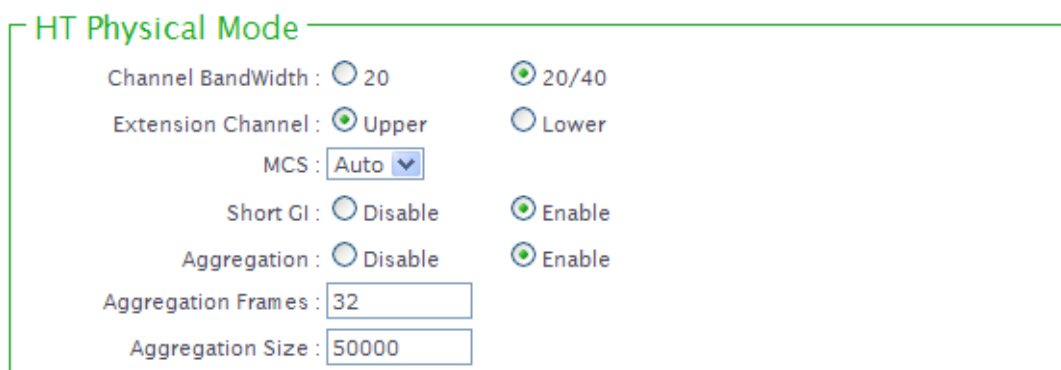 HT Physical Mode
Channel BandWidth : 20 20/40
Extension Channel : Upper Lower
MCS : Auto
Short GI : Disable Enable
Aggregation : Disable Enable
Aggregation Frames : 32
Aggregation Size : 50000